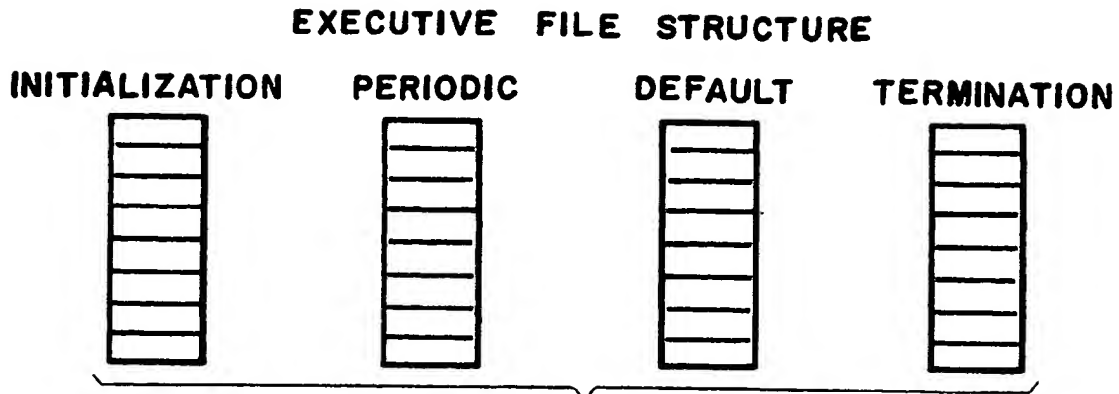 EXECUTIVE FILE STRUCTURE
INITIALIZATION PERIODIC DEFAULT TERMINATION